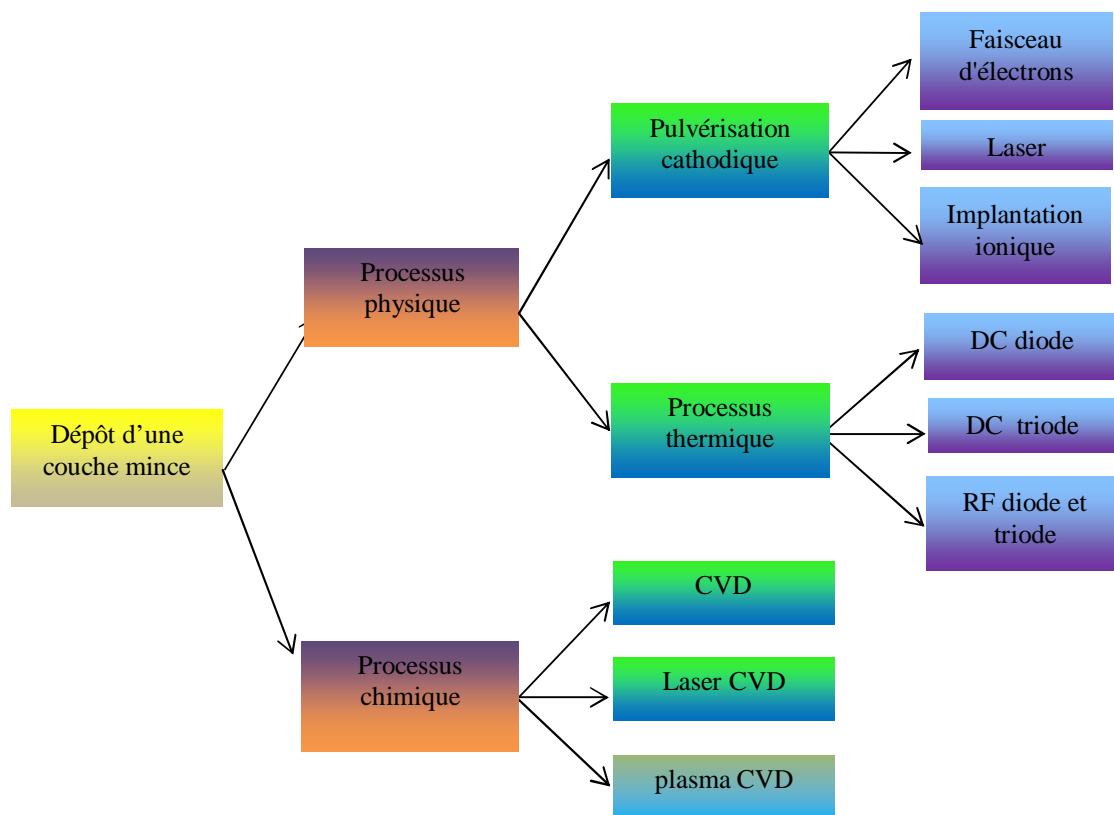 Faisceau
d'électrons
Pulvérisation
cathodique
Laser
Implantation
ionique
Processus
physique
DC diode
Processus
thermique
DC triode
Dépôt d’une
couche mince
RF diode et
triode
CVD
Processus
chimique
Laser CVD
plasma CVD